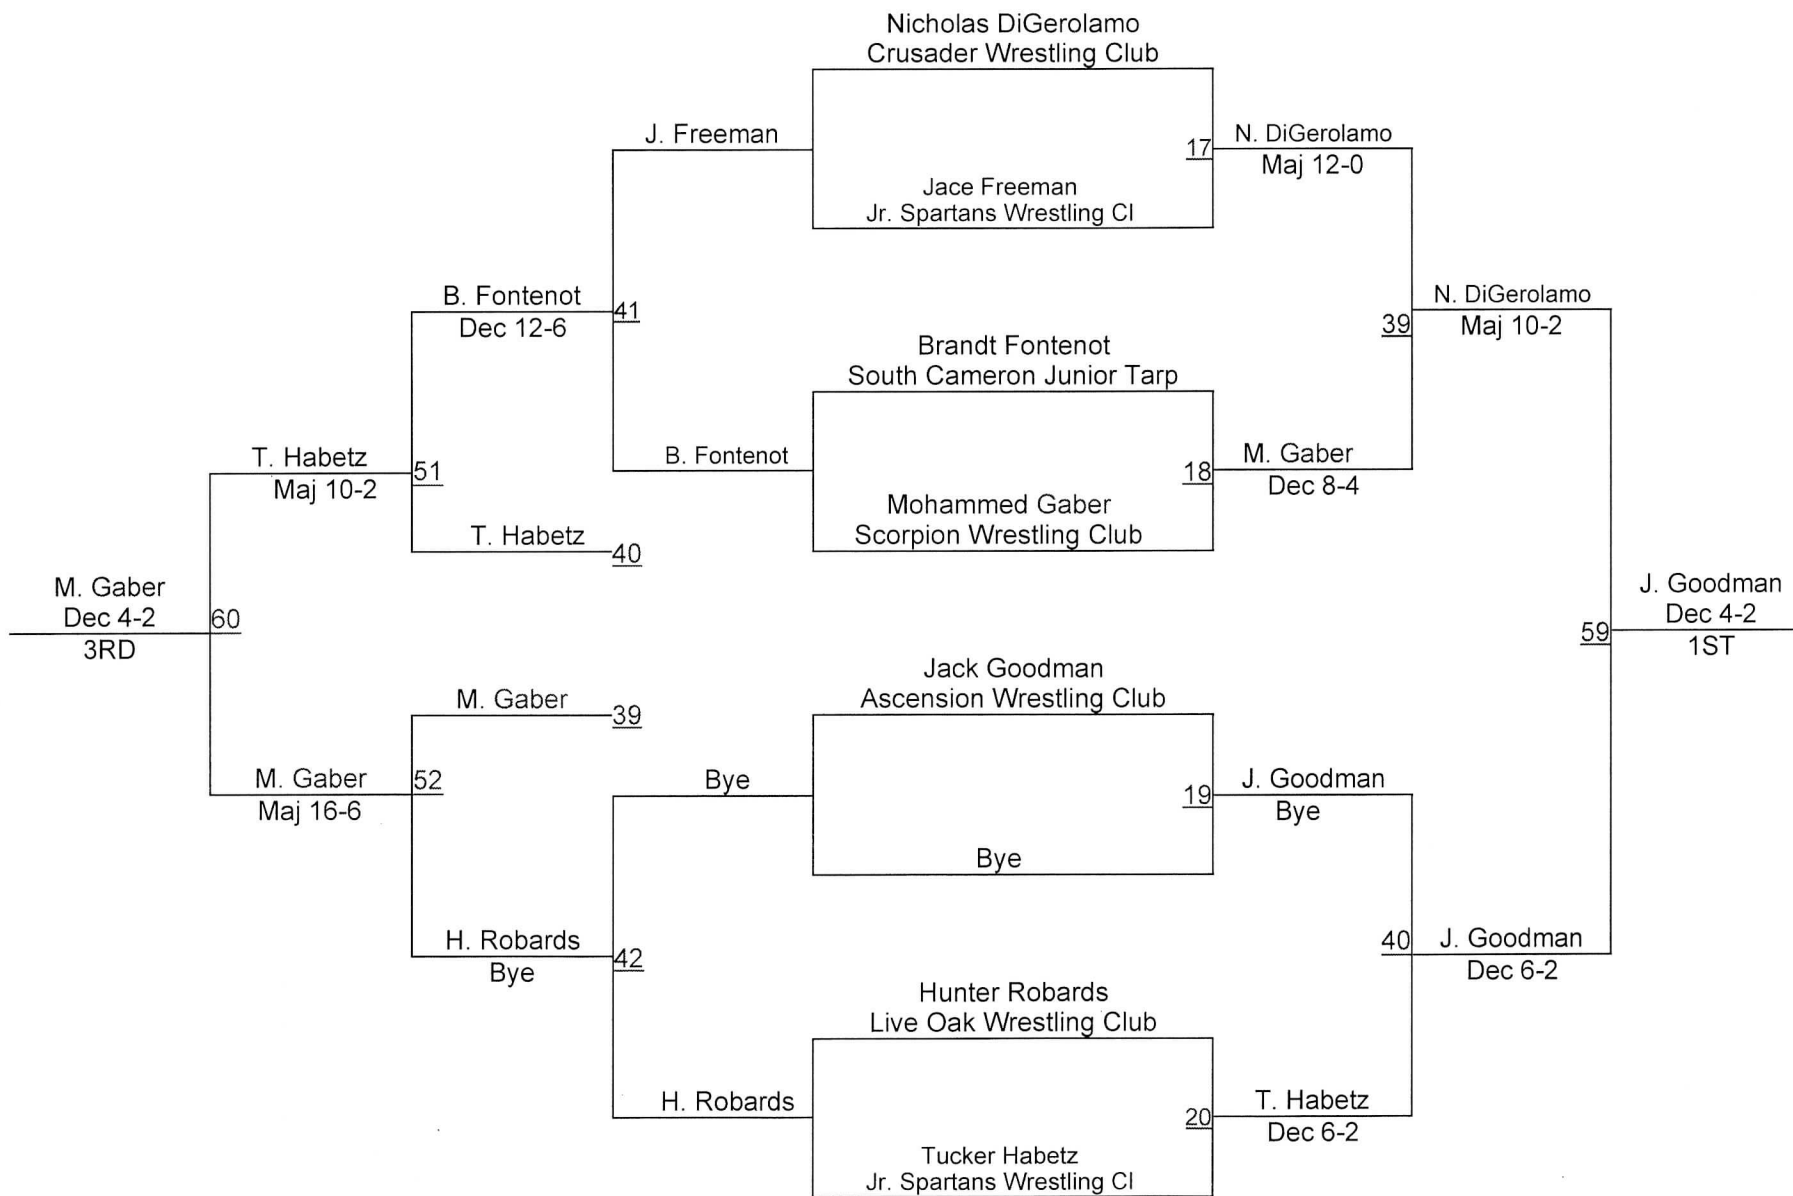 Nicholas DiGerolamo
Crusader Wrestling Club
J. Freeman
17
N. DiGerolamo
Maj 12-0
Jace Freeman
Jr. Spartans Wrestling Cl
B. Fontenot
Dec 12-6
41
N. DiGerolamo
Maj 10-2
39
Brandt Fontenot
South Cameron Junior Tarp
T. Habetz
Maj 10-2
51
B. Fontenot
18
M. Gaber
Dec 8-4
Mohammed Gaber
Scorpion Wrestling Club
T. Habetz
40
M. Gaber
Dec 4-2
3RD
60
J. Goodman
Dec 4-2
1ST
59
Jack Goodman
Ascension Wrestling Club
M. Gaber
39
M. Gaber
Maj 16-6
52
Bye
19
J. Goodman
Bye
Bye
H. Robards
Bye
42
40
J. Goodman
Dec 6-2
Hunter Robards
Live Oak Wrestling Club
H. Robards
20
T. Habetz
Dec 6-2
Tucker Habetz
Jr. Spartans Wrestling Cl